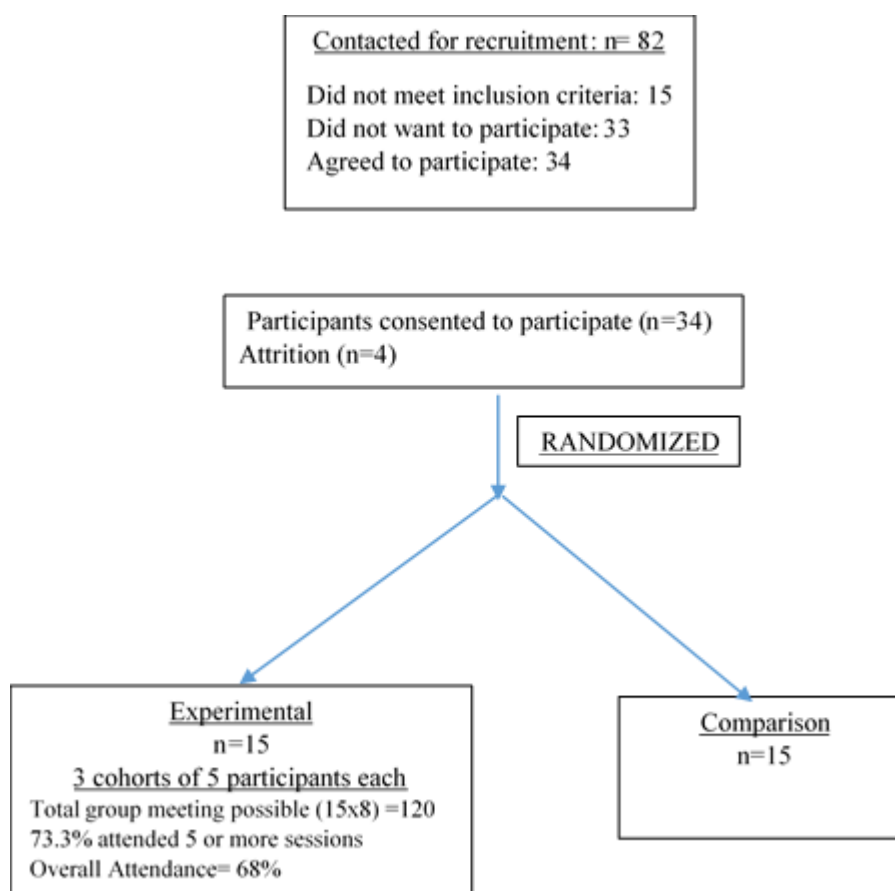 Contacted for recruitment: n= 82
Did not meet inclusion criteria: 15
Did not want to participate: 33
Agreed to participate: 34
Participants consented to participate (n=34)
Attrition (n=4)
RANDOMIZED
Experimental
n=15
3 cohorts of 5 participants each
Total group meeting possible (15x8) =120
73.3% attended 5 or more sessions
Overall Attendance= 68%
Comparison
n=15